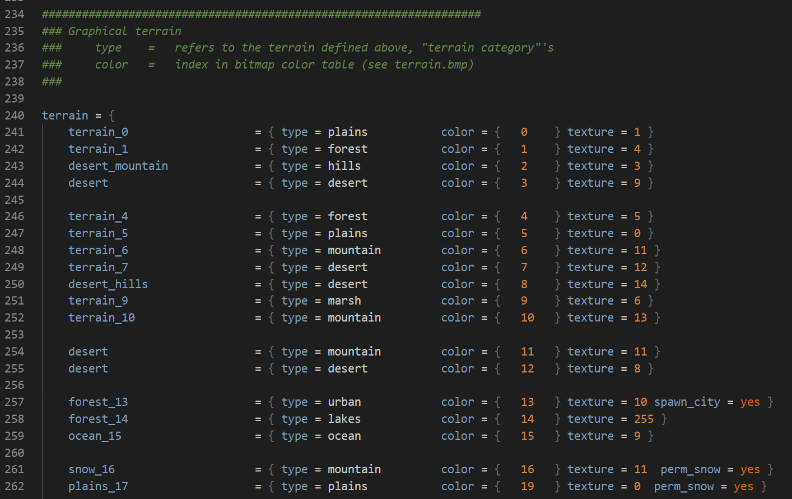 234 #################################################################
235 ### Graphical terrain
236 ### type = refers to the terrain defined above, "terrain category"'s
237 ### color = index in bitmap color table (see terrain.bmp)
238 ###
239
240 terrain = {
241 terrain_0 = { type = plains color = { 0 } texture = 1 }
242 terrain_1 = { type = forest color = { 1 } texture = 4 }
243 desert_mountain = { type = hills color = { 2 } texture = 3 }
244 desert = { type = desert color = { 3 } texture = 9 }
245
246 terrain_4 = { type = forest color = { 4 } texture = 5 }
247 terrain_5 = { type = plains color = { 5 } texture = 0 }
248 terrain_6 = { type = mountain color = { 6 } texture = 11 }
249 terrain_7 = { type = desert color = { 7 } texture = 12 }
250 desert_hills = { type = desert color = { 8 } texture = 14 }
251 terrain_9 = { type = marsh color = { 9 } texture = 6 }
252 terrain_10 = { type = mountain color = { 10 } texture = 13 }
253
254 desert = { type = mountain color = { 11 } texture = 11 }
255 desert = { type = desert color = { 12 } texture = 8 }
256
257 forest_13 = { type = urban color = { 13 } texture = 10 spawn_city = yes }
258 forest_14 = { type = lakes color = { 14 } texture = 255 }
259 ocean_15 = { type = ocean color = { 15 } texture = 9 }
260
261 snow_16 = { type = mountain color = { 16 } texture = 11 perm_snow = yes }
262 plains_17 = { type = plains color = { 19 } texture = 0 perm_snow = yes }